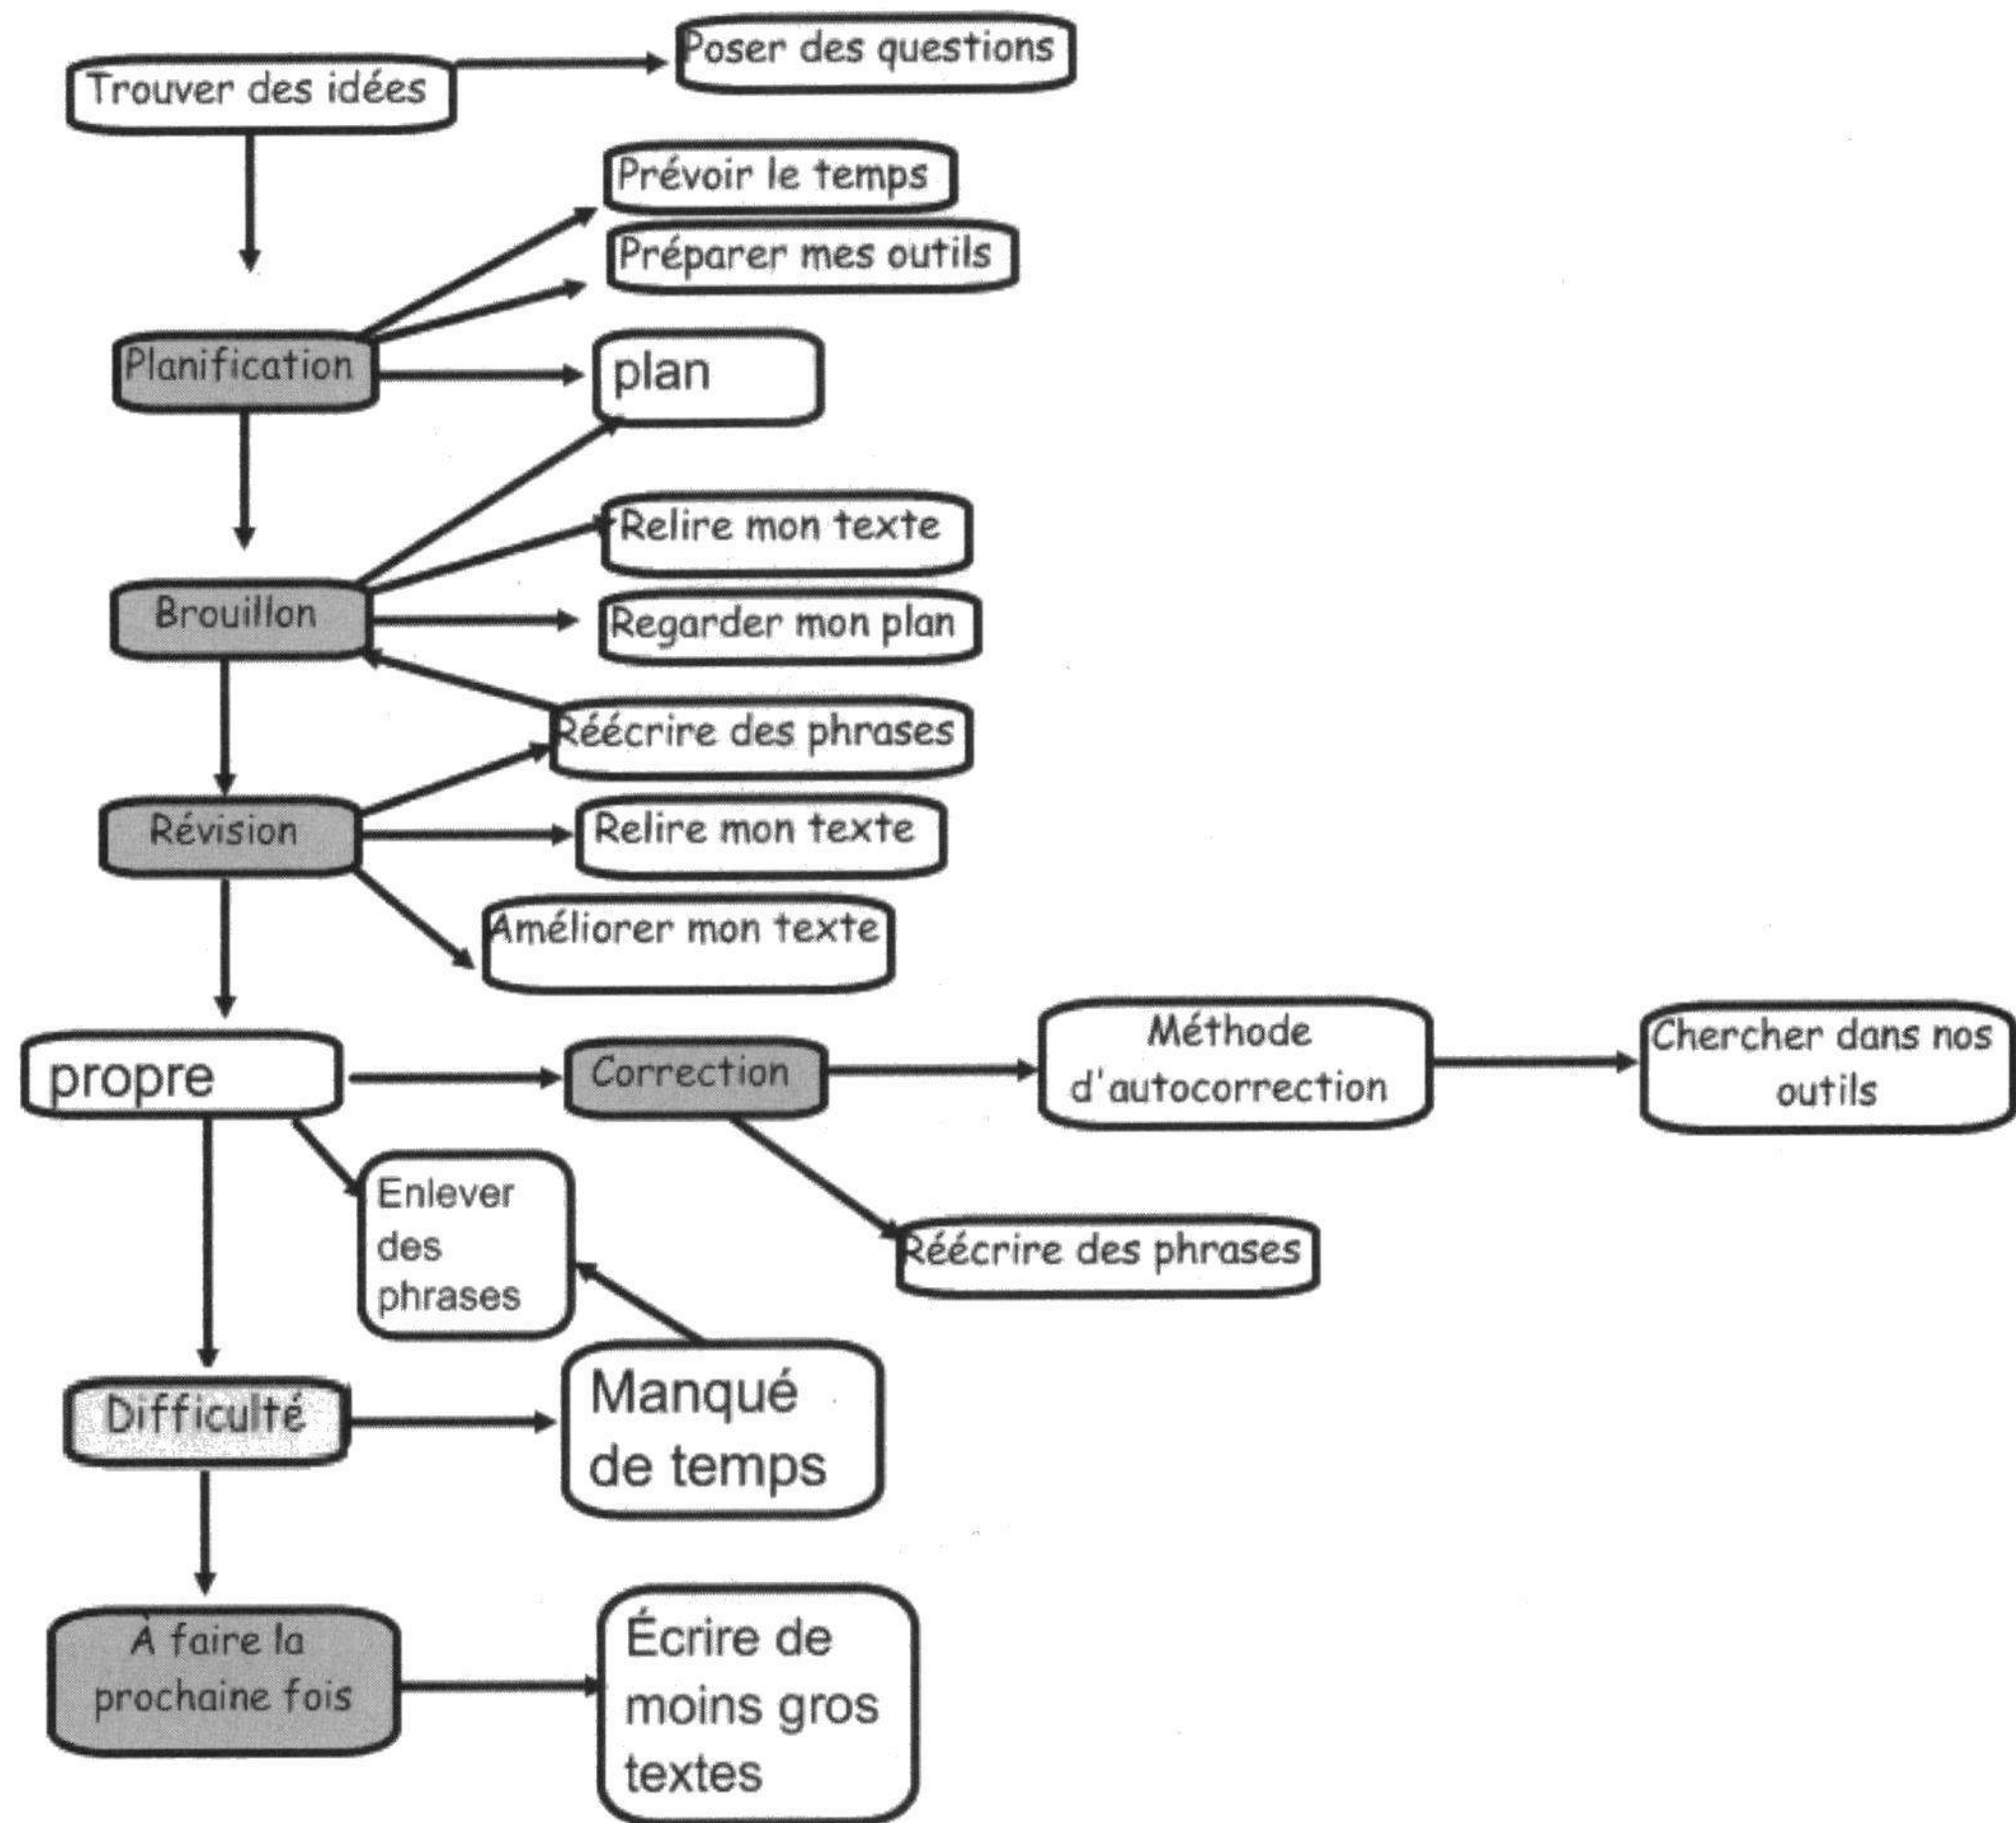 Poser des questions
Trouver des idées
Prévoir le temps
Préparer mes outils
Planification
plan
Relire mon texte
Brouillon
Regarder mon plan
Réécrire des phrases
Révision
Relire mon texte
Améliorer mon texte
propre
Correction
Méthode
d'autocorrection
Chercher dans nos
outils
Enlever
des
phrases
Réécrire des phrases
Difficulté
Manqué
de temps
À faire la
prochaine fois
Écrire de
moins gros
textes